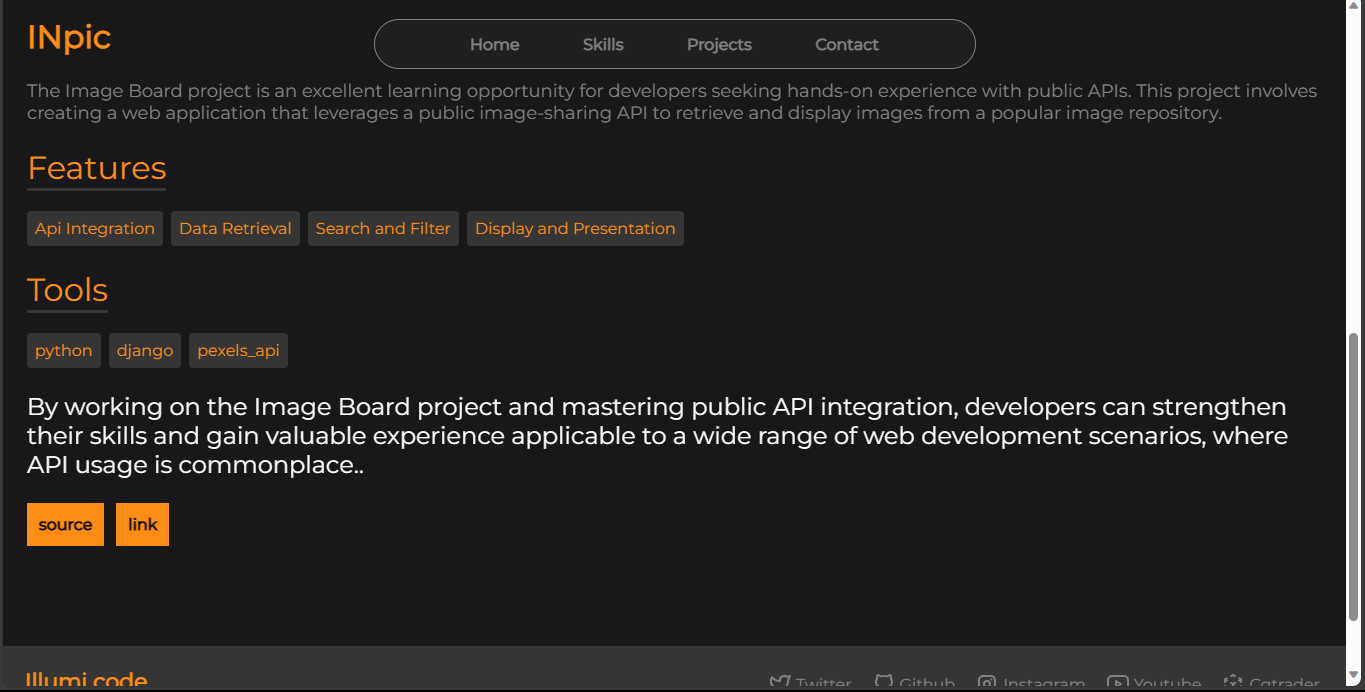 INpic
Home Skills Projects Contact
The Image Board project is an excellent learning opportunity for developers seeking hands-on experience with public APIs. This project involves
creating a web application that leverages a public image-sharing API to retrieve and display images from a popular image repository.
Features
Api Integration Data Retrieval Search and Filter Display and Presentation
Tools
python django pexels_api
By working on the Image Board project and mastering public API integration, developers can strengthen
their skills and gain valuable experience applicable to a wide range of web development scenarios, where
API usage is commonplace..
source link
Illumi code Twitter Github Instagram Youtube Cgtrader